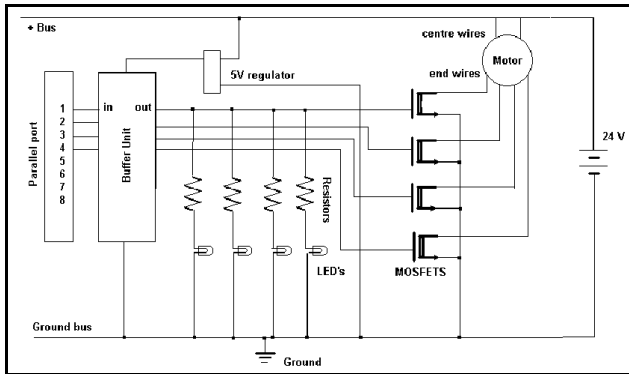 + Bus
centre wires
Motor
5V regulator
end wires
Parallel port
1
2
3
4
5
6
7
8
in
out
Buffer Unit
24 V
Resistors
LED's
MOSFETS
Ground bus
Ground